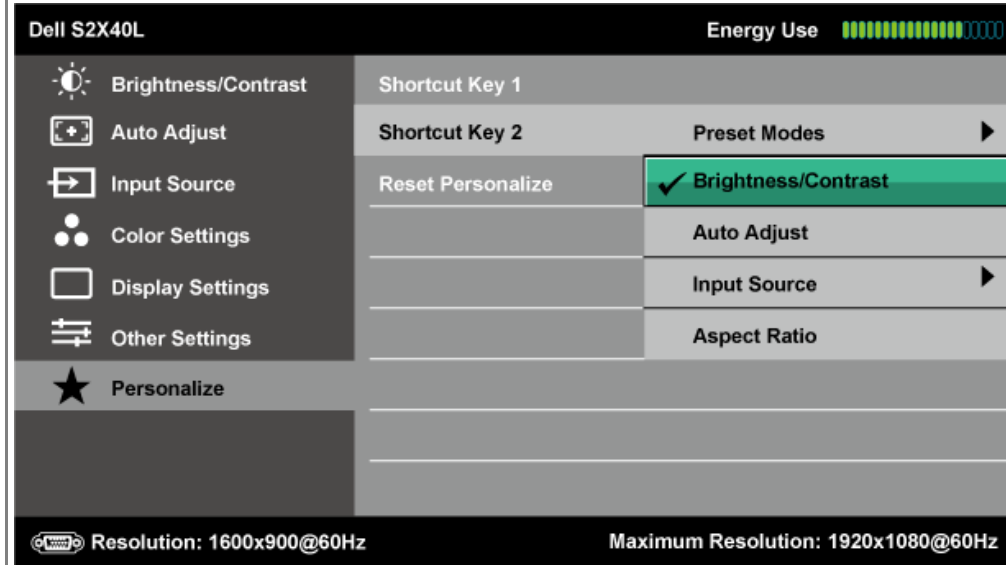 Dell S2X40L Energy Use
Brightness/Contrast Shortcut Key 1
Auto Adjust Shortcut Key 2 Preset Modes
Input Source Reset Personalize Brightness/Contrast
Color Settings Auto Adjust
Display Settings Input Source
Other Settings Aspect Ratio
Personalize
Resolution: 1600x900@60Hz Maximum Resolution: 1920x1080@60Hz